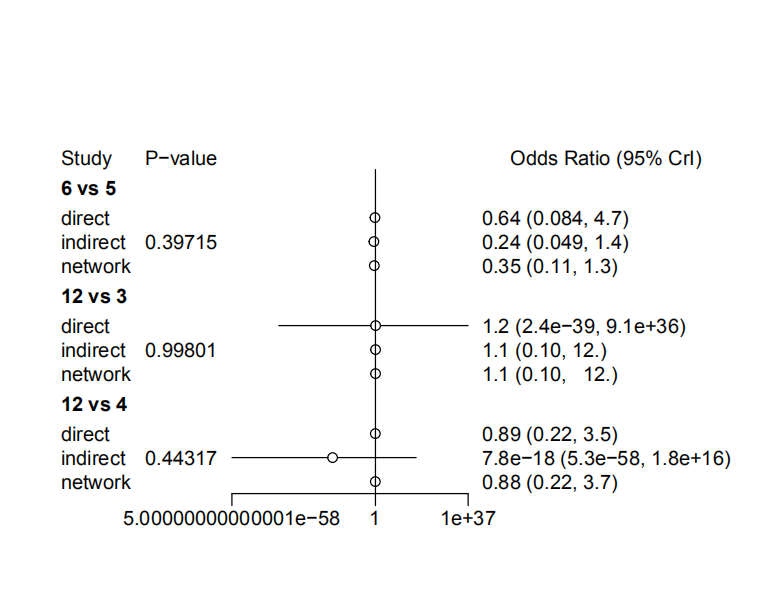 Study P−value Odds Ratio (95% CrI)
6 vs 5
direct 0.64 (0.084, 4.7)
indirect 0.39715 0.24 (0.049, 1.4)
network 0.35 (0.11, 1.3)
12 vs 3
direct 1.2 (2.4e−39, 9.1e+36)
indirect 0.99801 1.1 (0.10, 12.)
network 1.1 (0.10, 12.)
12 vs 4
direct 0.89 (0.22, 3.5)
indirect 0.44317 7.8e−18 (5.3e−58, 1.8e+16)
network 0.88 (0.22, 3.7)
5.00000000000001e−58 1 1e+37